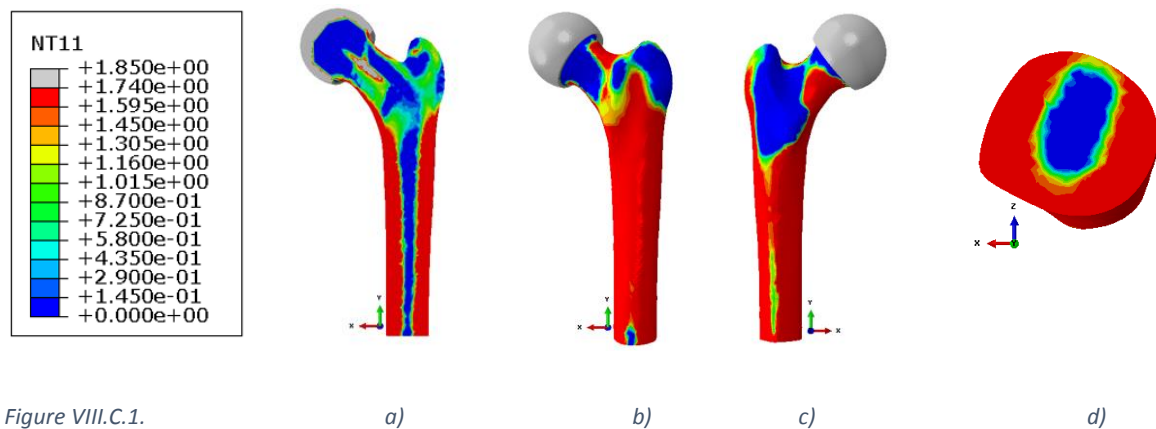 NT11
+1.850e+00
+1.740e+00
+1.595e+00
+1.450e+00
+1.305e+00
+1.160e+00
+1.015e+00
+8.700e-01
+7.250e-01
+5.800e-01
+4.350e-01
+2.900e-01
+1.450e-01
+0.000e+00
Y
X
Y
X
Y
X
Z
X
Y
Figure VIII.C.1. a) b) c) d)